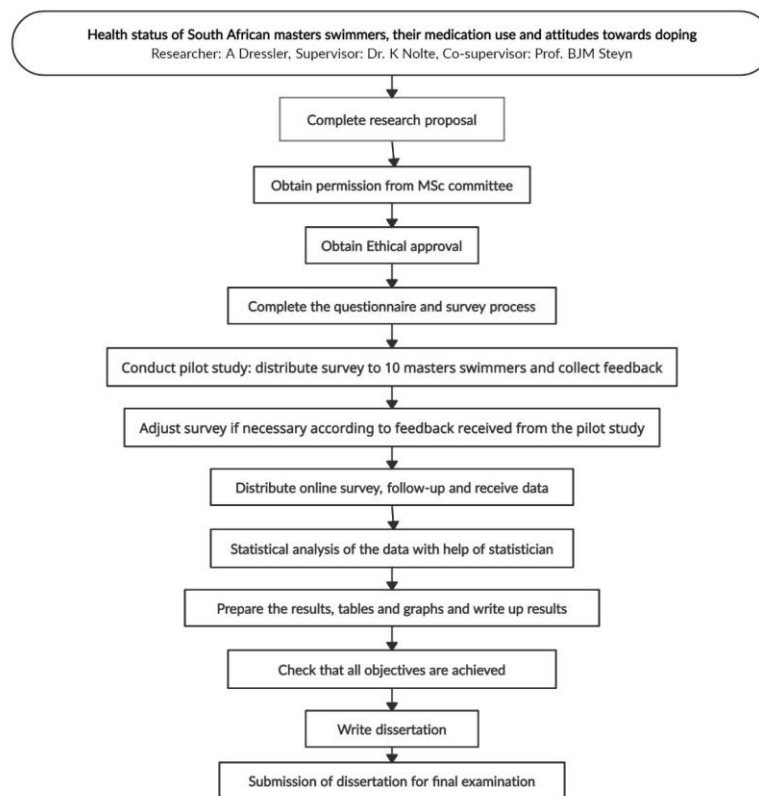 Health status of South African masters swimmers, their medication use and attitudes towards doping
Researcher: A Dressler, Supervisor: Dr. K Nolte, Co-supervisor: Prof. BJM Steyn
Complete research proposal
Obtain permission from MSc committee
Obtain Ethical approval
Complete the questionnaire and survey process
Conduct pilot study: distribute survey to 10 masters swimmers and collect feedback
Adjust survey if necessary according to feedback received from the pilot study
Distribute online survey, follow-up and receive data
Statistical analysis of the data with help of statistician
Prepare the results, tables and graphs and write up results
Check that all objectives are achieved
Write dissertation
Submission of dissertation for final examination